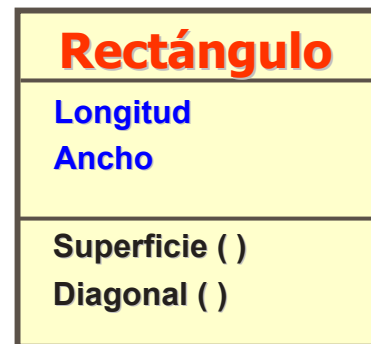 Rectángulo
Longitud
Ancho
Superficie ( )
Diagonal ( )